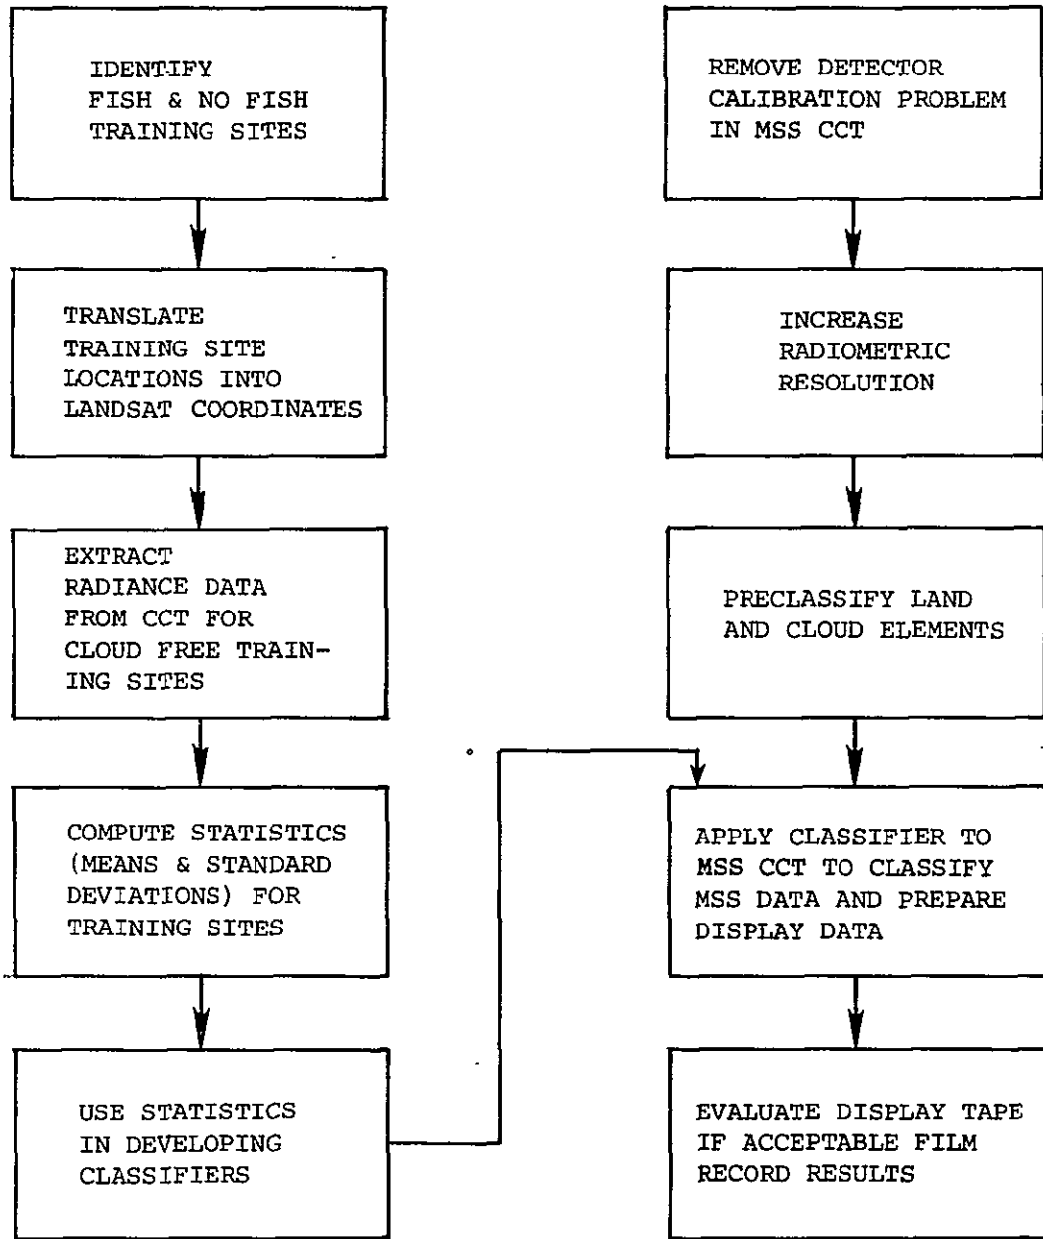 IDENTIFY
FISH & NO FISH
TRAINING SITES
TRANSLATE
TRAINING SITE
LOCATIONS INTO
LANDSAT COORDINATES
EXTRACT
RADIANCE DATA
FROM CCT FOR
CLOUD FREE TRAIN-
ING SITES
COMPUTE STATISTICS
(MEANS & STANDARD
DEVIATIONS) FOR
TRAINING SITES
USE STATISTICS
IN DEVELOPING
CLASSIFIERS
REMOVE DETECTOR
CALIBRATION PROBLEM
IN MSS CCT
INCREASE
RADIOMETRIC
RESOLUTION
PRECLASSIFY LAND
AND CLOUD ELEMENTS
APPLY CLASSIFIER TO
MSS CCT TO CLASSIFY
MSS DATA AND PREPARE
DISPLAY DATA
EVALUATE DISPLAY TAPE
IF ACCEPTABLE FILM
RECORD RESULTS